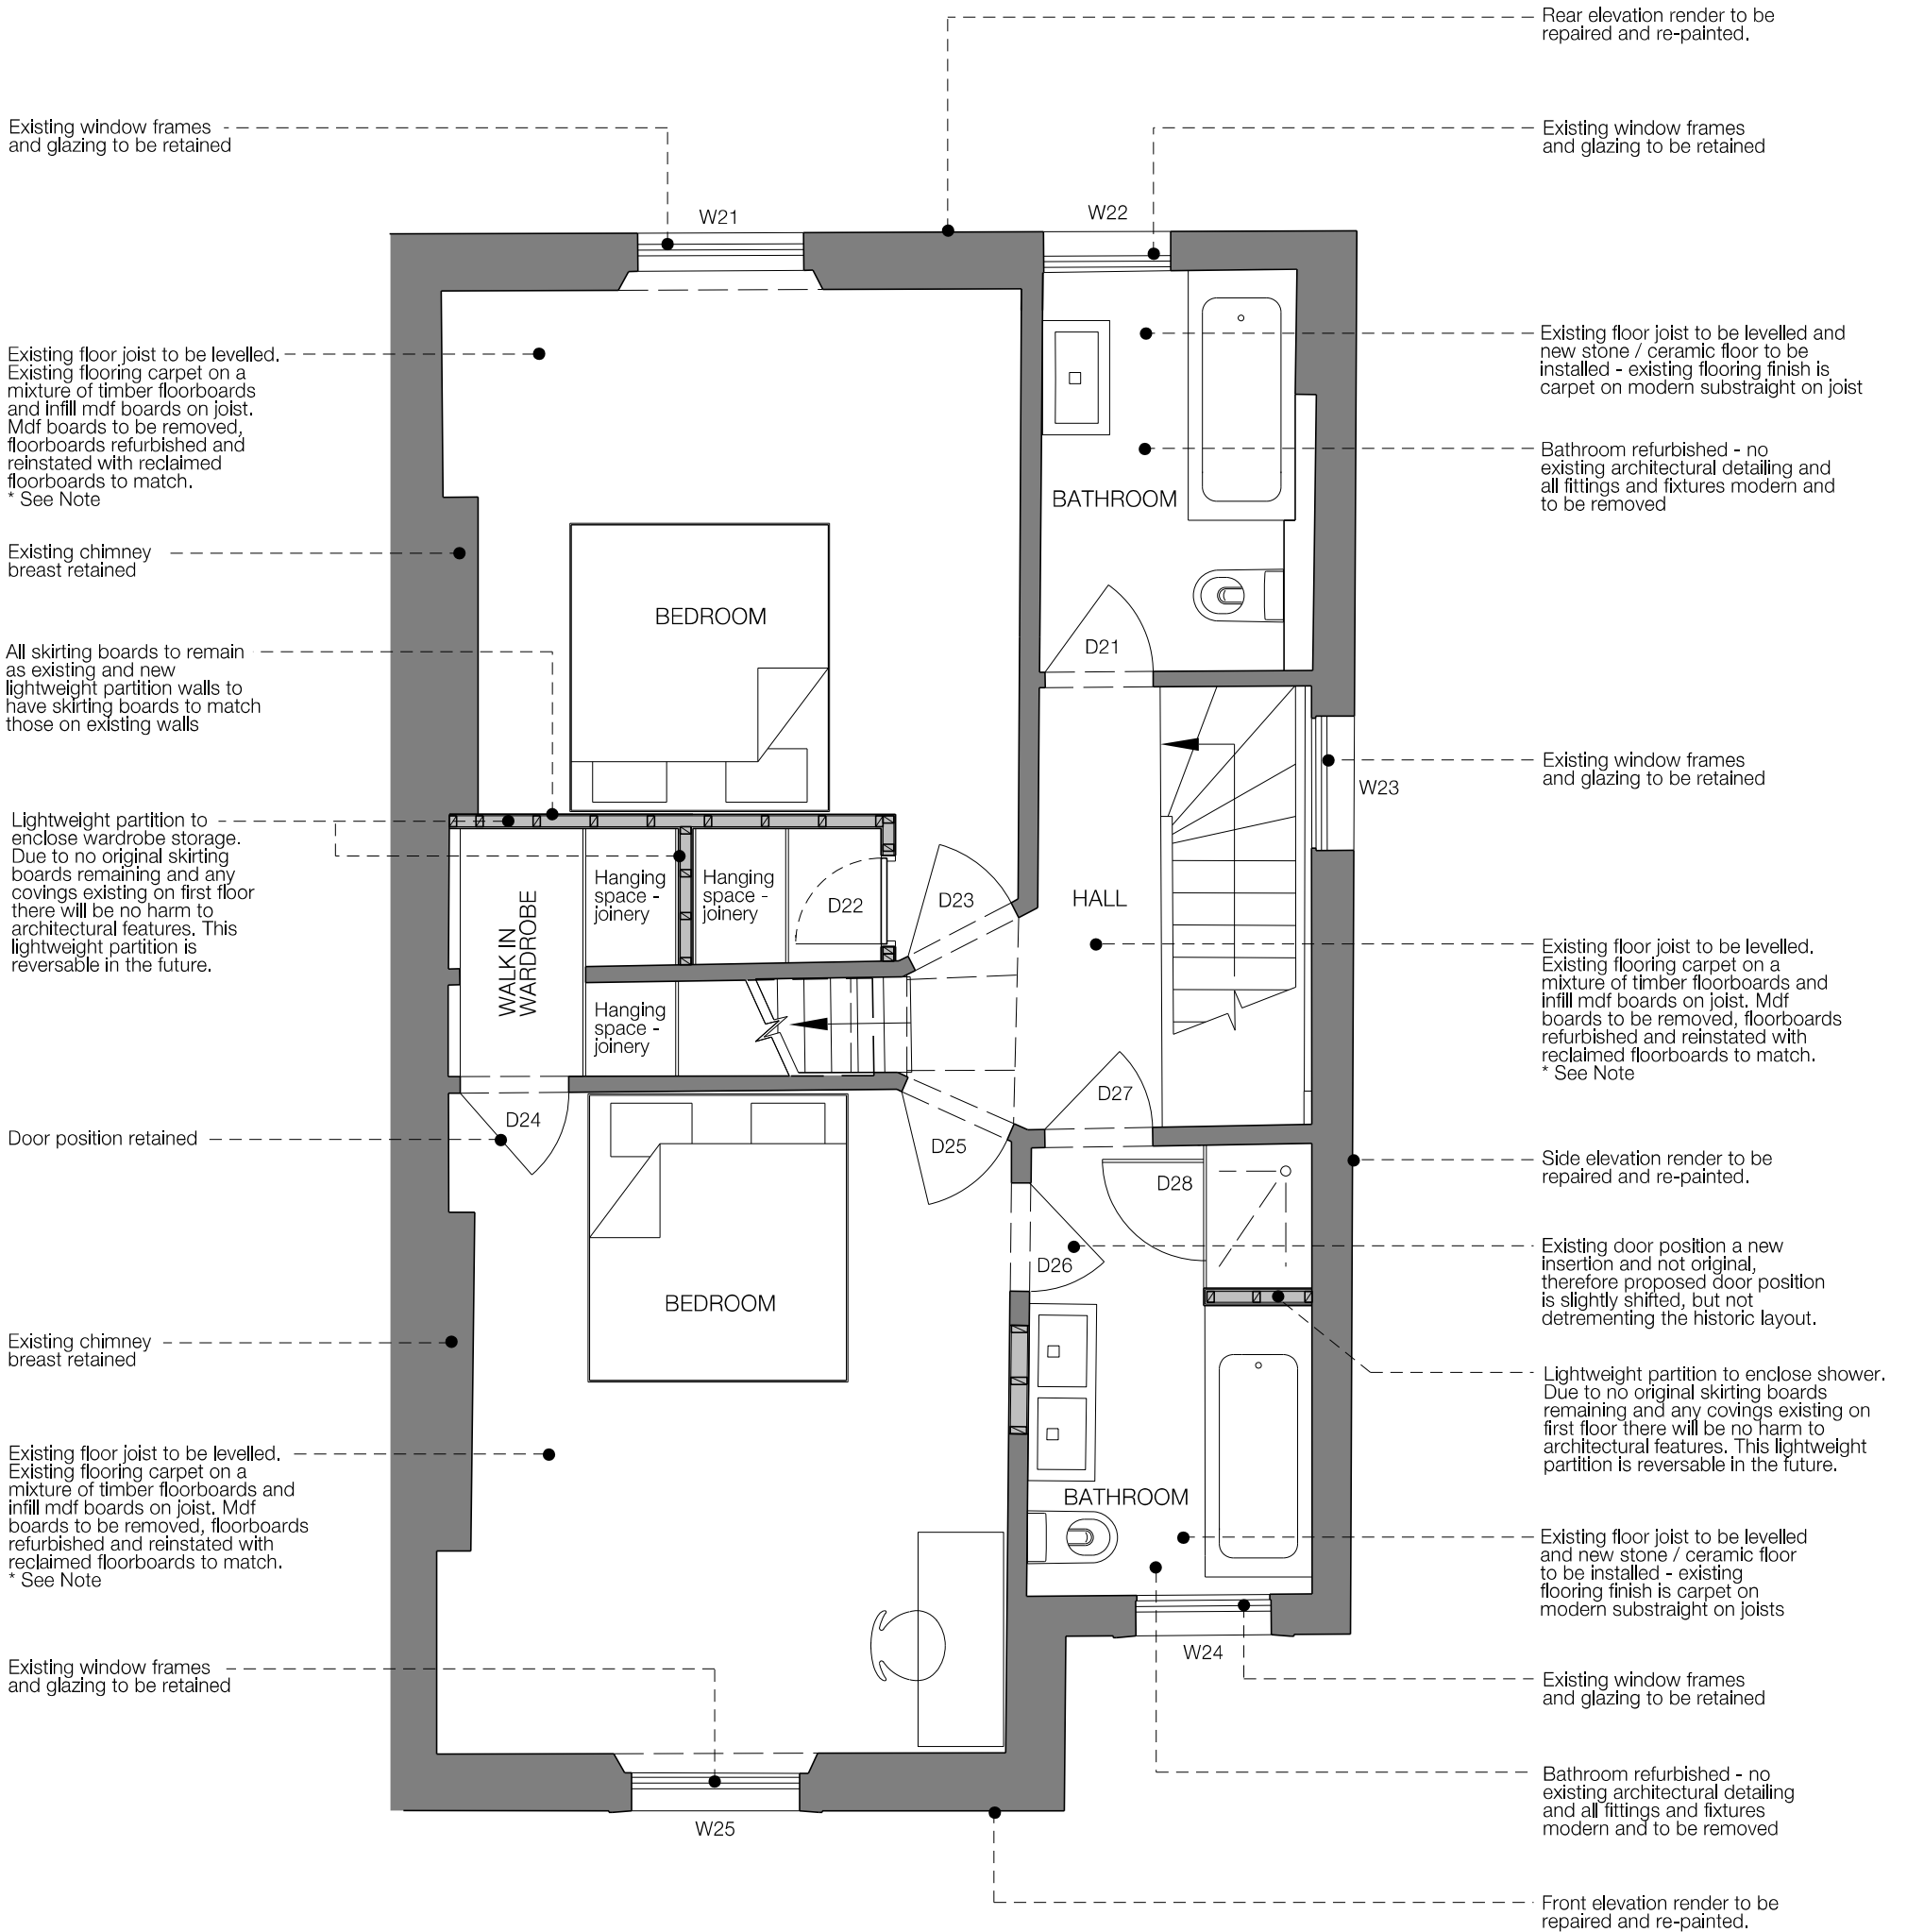 Rear elevation render to be
repaired and re-painted.
Existing window frames
and glazing to be retained
Existing window frames
and glazing to be retained
W21
W22
Existing floor joist to be levelled.
Existing flooring carpet on a
mixture of timber floorboards
and infill mdf boards on joist.
Mdf boards to be removed,
floorboards refurbished and
reinstated with reclaimed
floorboards to match.
* See Note
Existing floor joist to be levelled and
new stone / ceramic floor to be
installed - existing flooring finish is
carpet on modern substraight on joist
Bathroom refurbished - no
existing architectural detailing and
all fittings and fixtures modern and
to be removed
BATHROOM
Existing chimney
breast retained
BEDROOM
D21
All skirting boards to remain
as existing and new
lightweight partition walls to
have skirting boards to match
those on existing walls
Existing window frames
and glazing to be retained
W23
Lightweight partition to
enclose wardrobe storage.
Due to no original skirting
boards remaining and any
covings existing on first floor
there will be no harm to
architectural features. This
lightweight partition is
reversable in the future.
WALK IN
WARDROBE
Hanging
space -
joinery
Hanging
space -
joinery
D22
D23
HALL
Hanging
space -
joinery
Existing floor joist to be levelled.
Existing flooring carpet on a
mixture of timber floorboards and
infill mdf boards on joist. Mdf
boards to be removed, floorboards
refurbished and reinstated with
reclaimed floorboards to match.
* See Note
D27
D24
D25
Door position retained
Side elevation render to be
repaired and re-painted.
D28
D26
Existing door position a new
insertion and not original,
therefore proposed door position
is slightly shifted, but not
detrementing the historic layout.
BEDROOM
Existing chimney
breast retained
Lightweight partition to enclose shower.
Due to no original skirting boards
remaining and any covings existing on
first floor there will be no harm to
architectural features. This lightweight
partition is reversable in the future.
Existing floor joist to be levelled.
Existing flooring carpet on a
mixture of timber floorboards and
infill mdf boards on joist. Mdf
boards to be removed, floorboards
refurbished and reinstated with
reclaimed floorboards to match.
* See Note
BATHROOM
Existing floor joist to be levelled
and new stone / ceramic floor
to be installed - existing
flooring finish is carpet on
modern substraight on joists
W24
Existing window frames
and glazing to be retained
Existing window frames
and glazing to be retained
W25
Bathroom refurbished - no
existing architectural detailing
and all fittings and fixtures
modern and to be removed
Front elevation render to be
repaired and re-painted.